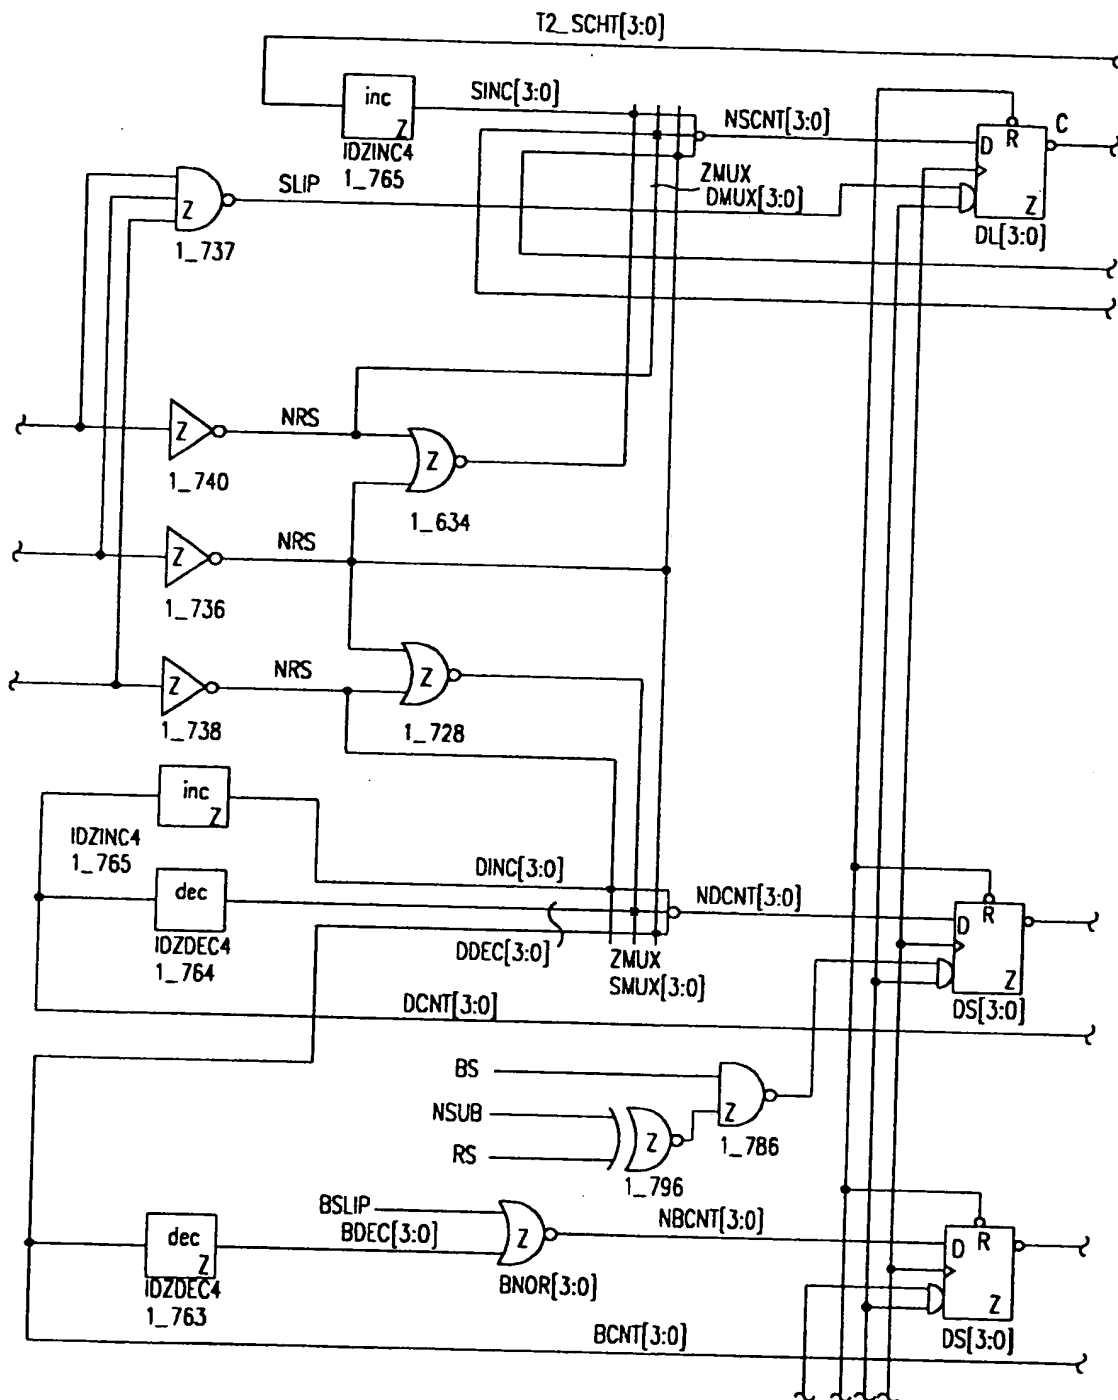 T2_SCHT[3:0]
inc
Z
IDZINC4
1_765
SINC[3:0]
NSCNT[3:0]
ZMUX
DMUX[3:0]
C
D
R
Z
DL[3:0]
Z
1_737
SLIP
Z
1_740
NRS
Z
1_634
Z
1_736
NRS
Z
1_738
NRS
Z
1_728
inc
Z
IDZINC4
1_765
dec
IDZDEC4
1_764
DINC[3:0]
DDEC[3:0]
ZMUX
SMUX[3:0]
NDCNT[3:0]
D
R
Z
DS[3:0]
DCNT[3:0]
BS
NSUB
RS
Z
1_786
Z
1_796
dec
Z
IDZDEC4
1_763
BSLIP
BDEC[3:0]
Z
BNOR[3:0]
NBCNT[3:0]
D
R
Z
DS[3:0]
BCNT[3:0]